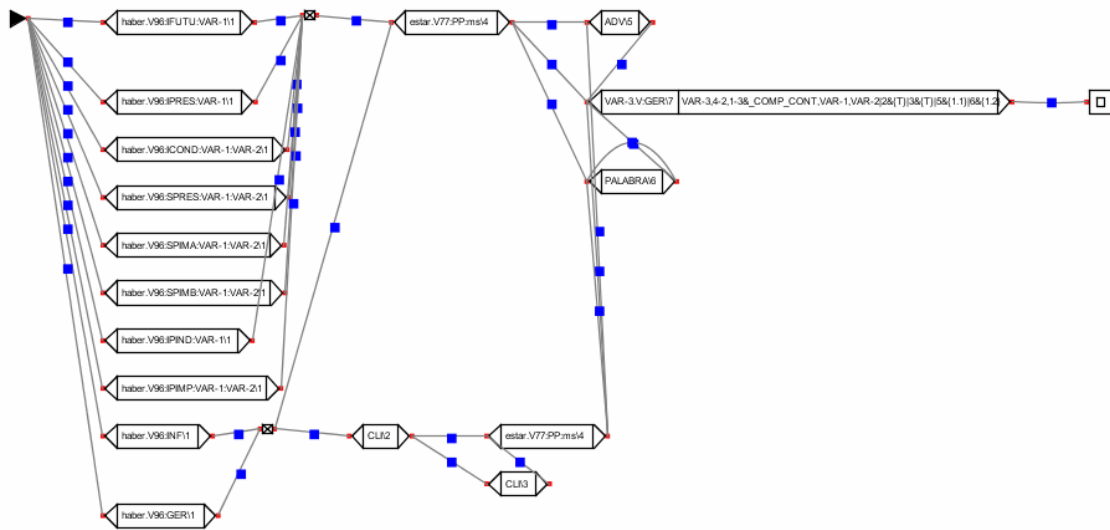 haber.V96:IFUTU:VAR-1\1
estar.V77:PP:ms\4
ADV\5
haber.V96:IPRES:VAR-1\1
VAR-3.V:GER\7
VAR-3,4-2,1-3&_COMP_CONT,VAR-1,VAR-2|2&(T)|3&(T)|5&(1.1)|6&(1.2
haber.V96:ICOND:VAR-1:VAR-2\1
haber.V96:SPRES:VAR-1:VAR-2\1
PALABRA\6
haber.V96:SPIMA:VAR-1:VAR-2\1
haber.V96:SPIMB:VAR-1:VAR-2\1
haber.V96:IPIND:VAR-1\1
haber.V96:IPIMP:VAR-1:VAR-2\1
haber.V96:INF\1
CLI\2
estar.V77:PP:ms\4
CLI\3
haber.V96:GER\1